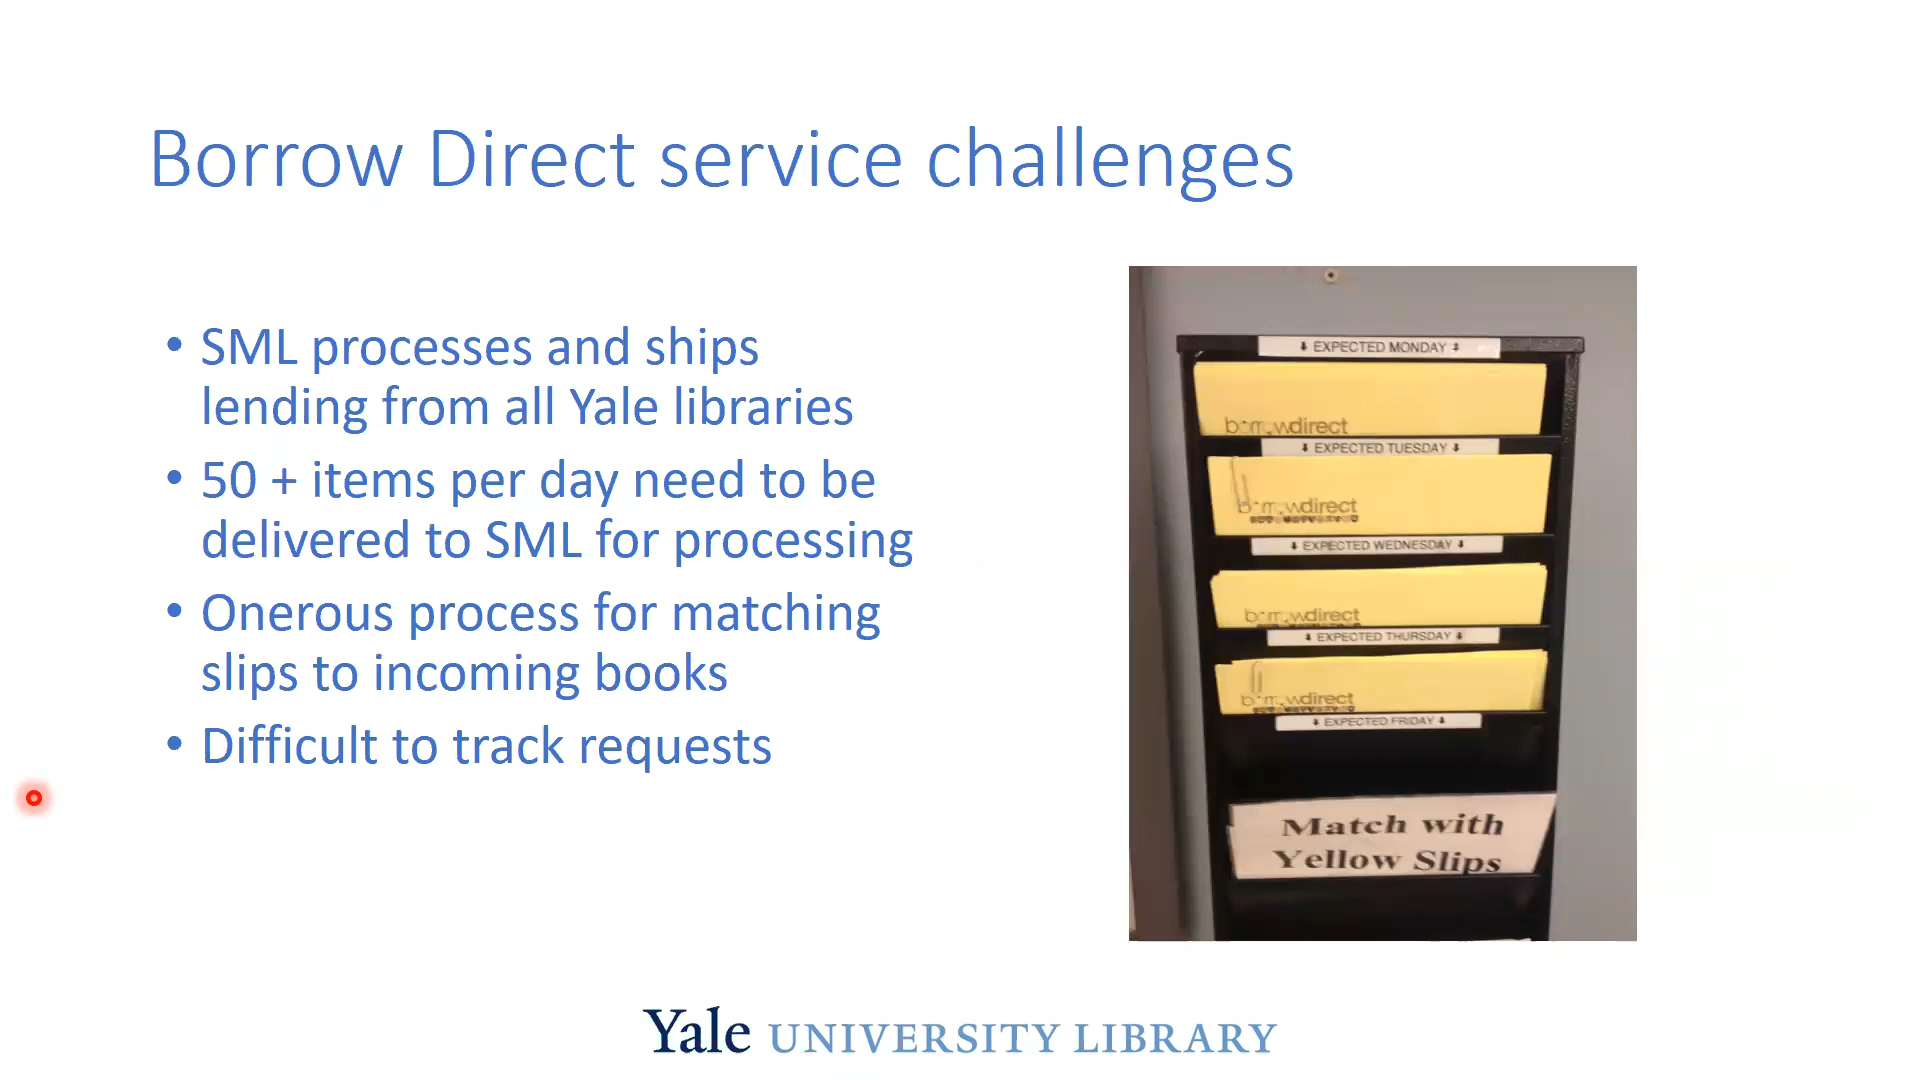 Borrow Direct service challenges
• SML processes and ships
lending from all Yale libraries
• 50 + items per day need to be
delivered to SML for processing
• Onerous process for matching
slips to incoming books
• Difficult to track requests
⬇ EXPECTED MONDAY ⬇
borrowdirect
⬇ EXPECTED TUESDAY ⬇
borrowdirect
⬇ EXPECTED WEDNESDAY ⬇
borrowdirect
⬇ EXPECTED THURSDAY ⬇
borrowdirect
⬇ EXPECTED FRIDAY ⬇
Match with
Yellow Slips
Yale UNIVERSITY LIBRARY